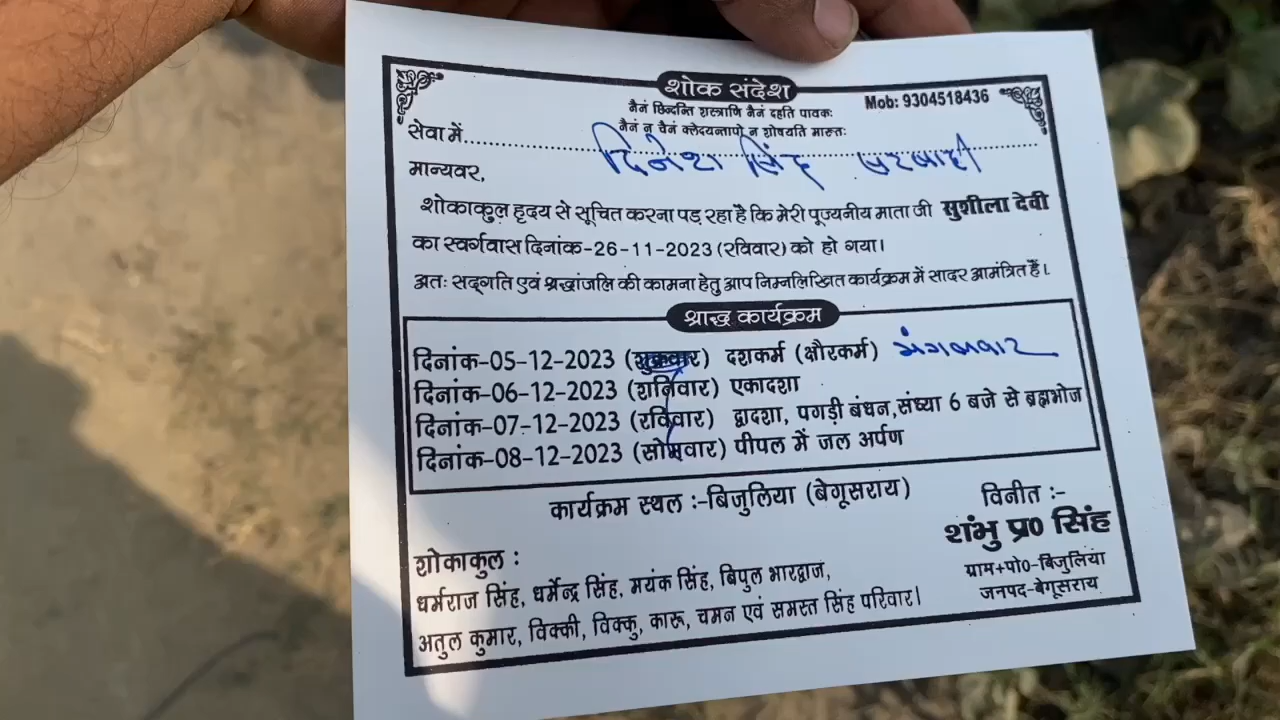 शोक संदेश
Mob: 9304518436
नैनं छिन्दन्ति शस्त्राणि नैनं दहति पावकः
नैनं न चैनं क्लेदयन्तापो न शोषयति मारूतः
सेवा में.......... दिनेश सिंह
मान्यवर,
शोकाकुल हृदय से सूचित करना पड़ रहा है कि मेरी पूज्यनीय माता जी सुशीला देवी
का स्वर्गवास दिनांक-26-11-2023 (रविवार) को हो गया।
अतः सद्गति एवं श्रद्धांजलि की कामना हेतु आप निम्नलिखित कार्यक्रम में सादर आमंत्रित हैं।
श्राद्ध कार्यक्रम
दिनांक-05-12-2023 (शुक्रवार) दशकर्म (क्षौरकर्म) मंगलवार
दिनांक-06-12-2023 (शनिवार) एकादशा
दिनांक-07-12-2023 (रविवार) द्वादशा, पगड़ी बंधन,संध्या 6 बजे से ब्रह्मभोज
दिनांक-08-12-2023 (सोमवार) पीपल में जल अर्पण
कार्यक्रम स्थल :-बिजुलिया (बेगूसराय)
विनीत :-
शंभु प्र0 सिंह
ग्राम+पो0-बिजुलिया
जनपद-बेगूसराय
शोकाकुल :
धर्मराज सिंह, धर्मेन्द्र सिंह, मयंक सिंह, बिपुल भारद्वाज,
अतुल कुमार, विक्की, विक्कु, कारू, चमन एवं समस्त सिंह परिवार।